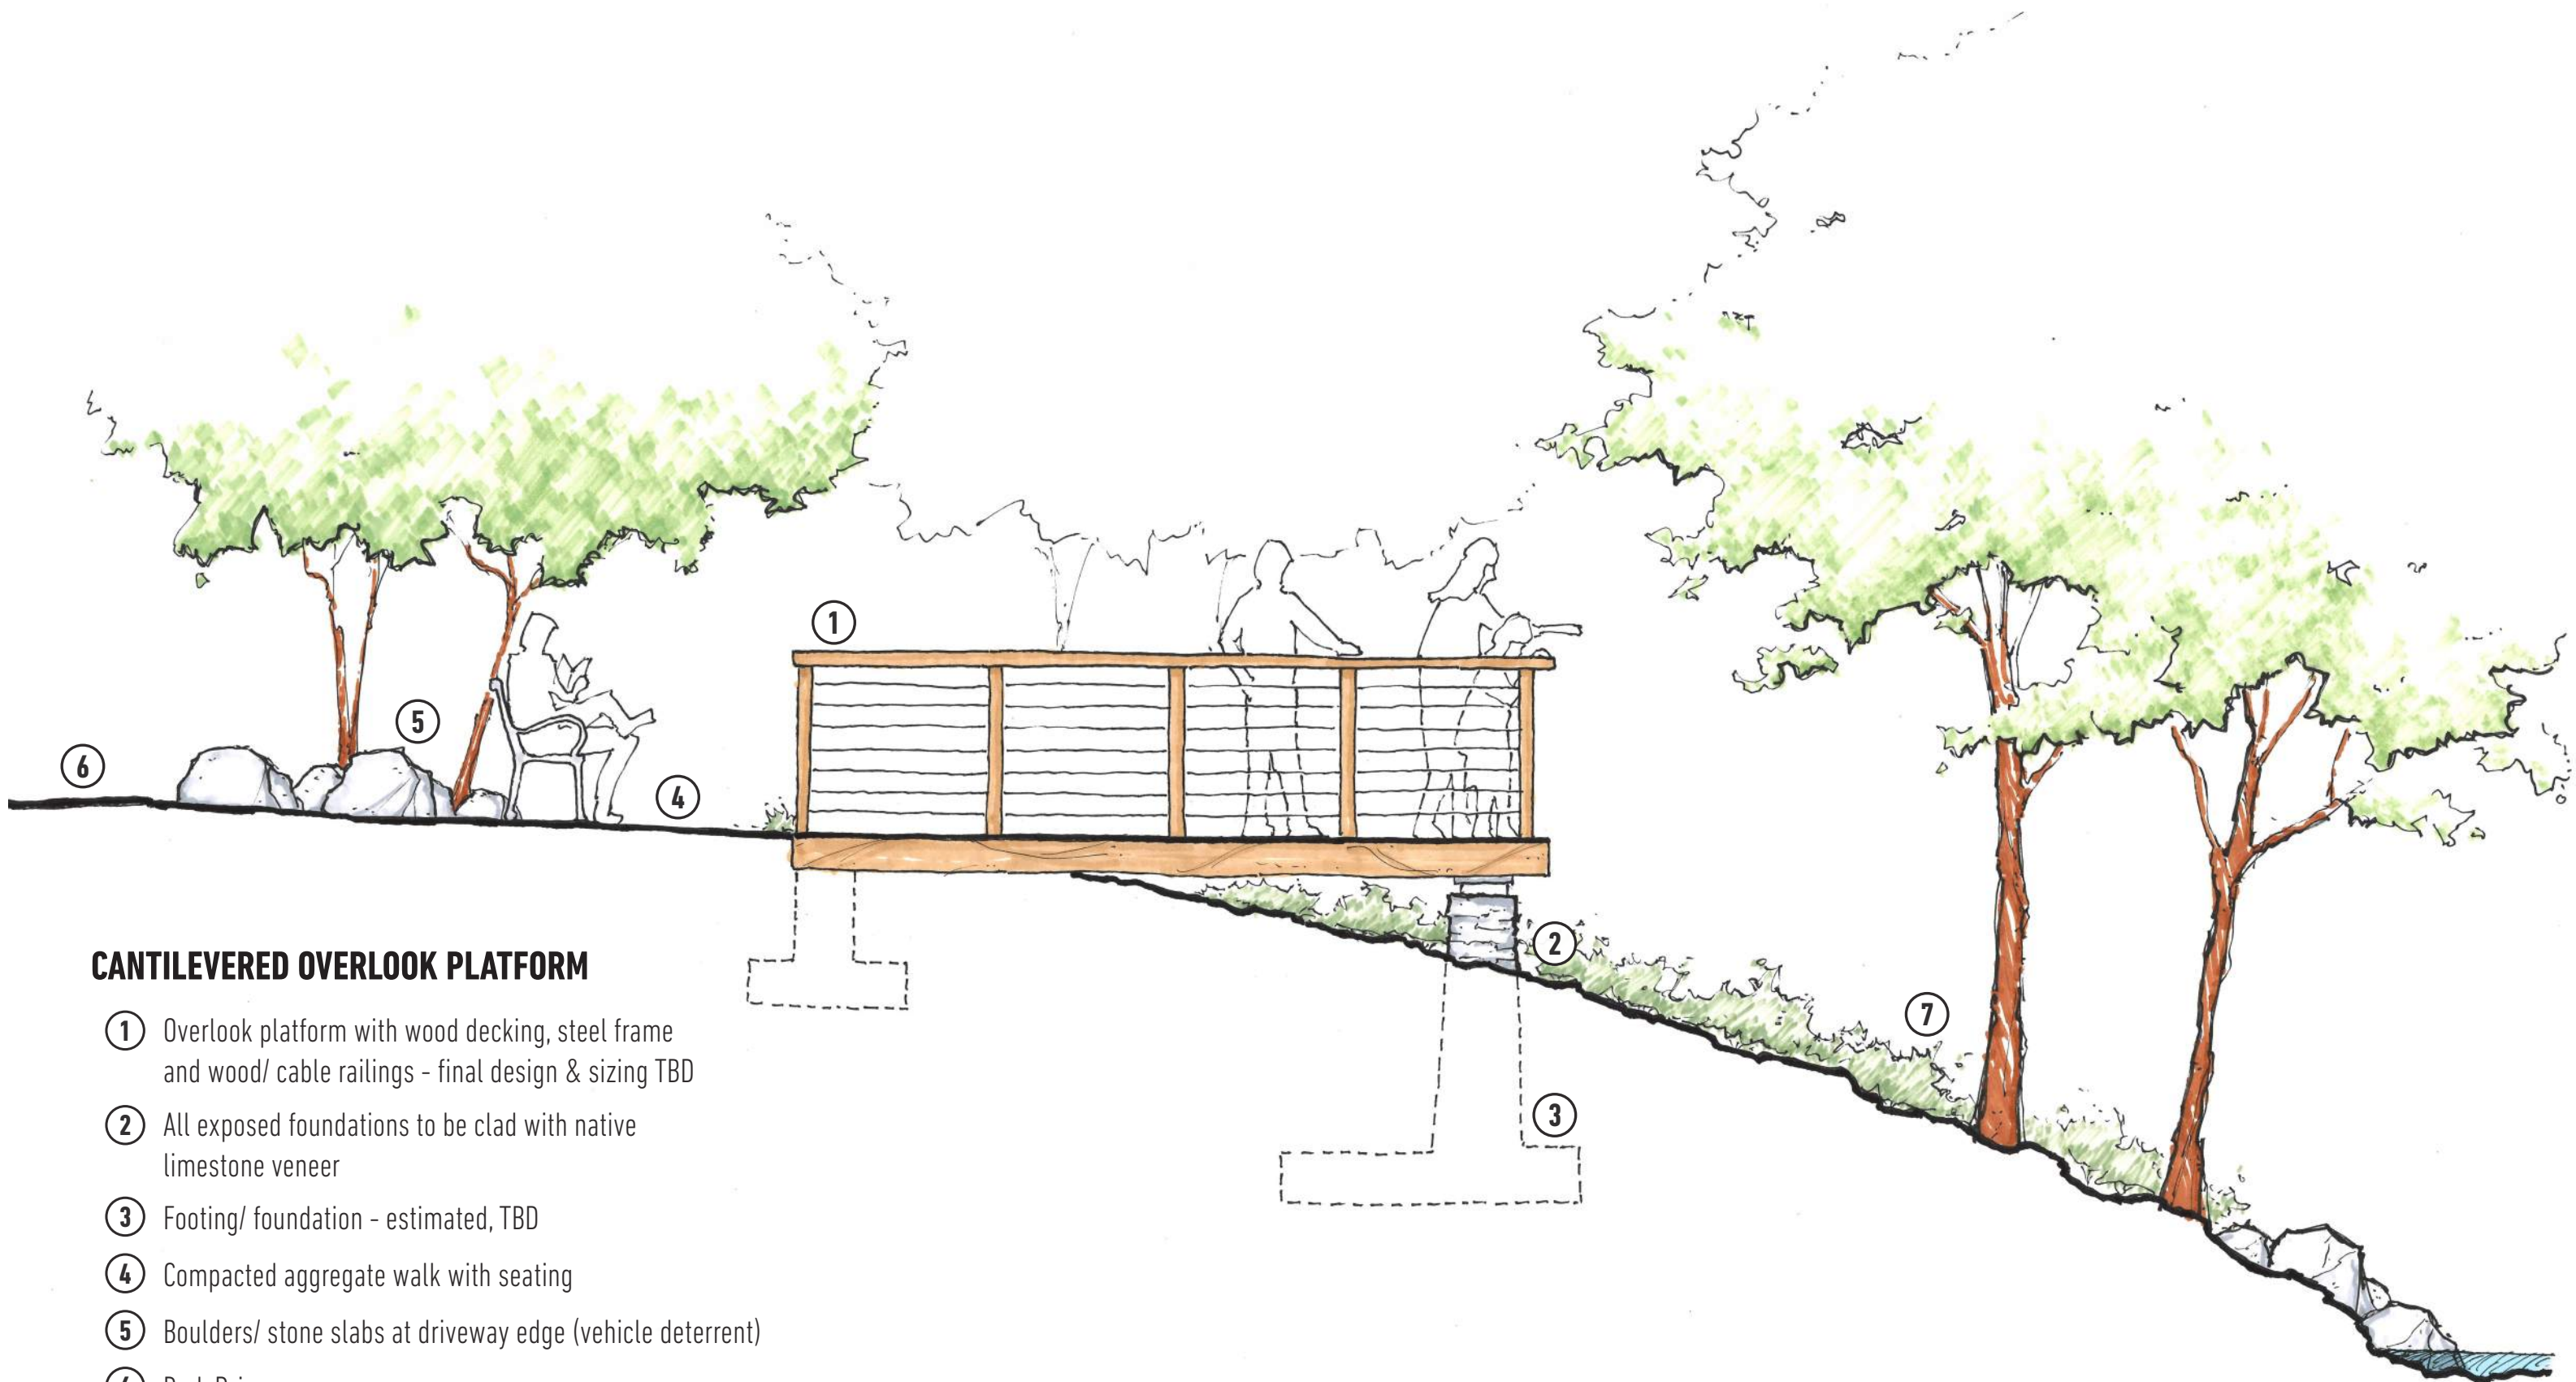 1
5
6
4
2
7
3
CANTILEVERED OVERLOOK PLATFORM
1 Overlook platform with wood decking, steel frame
and wood/ cable railings - final design & sizing TBD
2 All exposed foundations to be clad with native
limestone veneer
3 Footing/ foundation - estimated, TBD
4 Compacted aggregate walk with seating
5 Boulders/ stone slabs at driveway edge (vehicle deterrent)